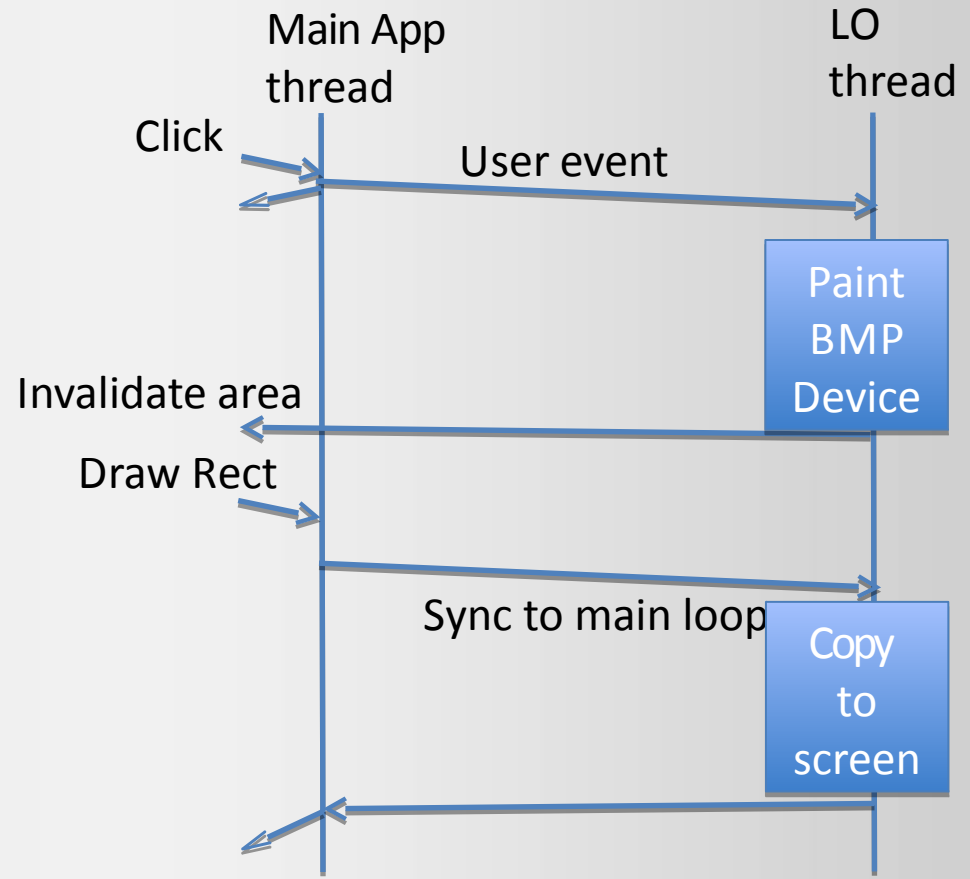 Main App
thread
LO
thread
Click
User event
Paint
BMP
Device
Invalidate area
Draw Rect
Sync to main loop
Copy
to
screen